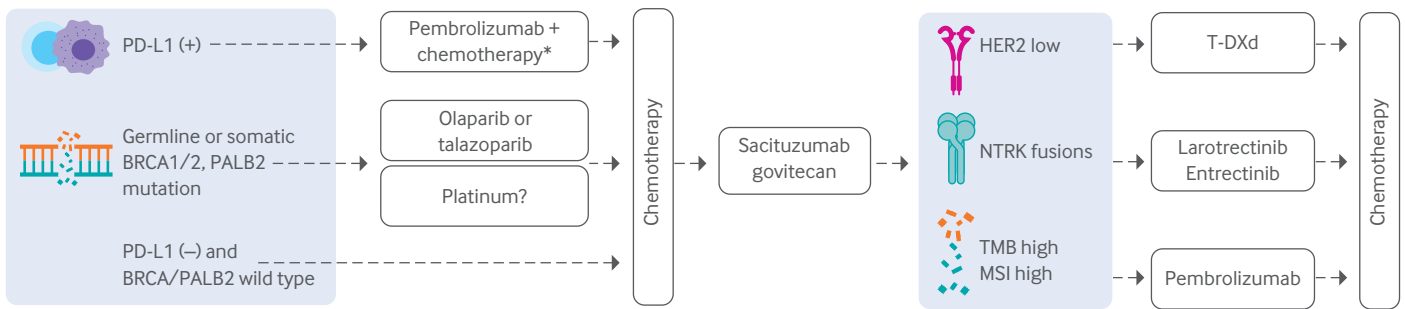 PD-L1 (+)
Pembrolizumab +
chemotherapy*
Germline or somatic
BRCA1/2, PALB2
mutation
Olaparib or
talazoparib
Platinum?
PD-L1 (–) and
BRCA/PALB2 wild type
Chemotherapy
Sacituzumab
govitecan
HER2 low
T-DXd
NTRK fusions
Larotrectinib
Entrectinib
TMB high
MSI high
Pembrolizumab
Chemotherapy